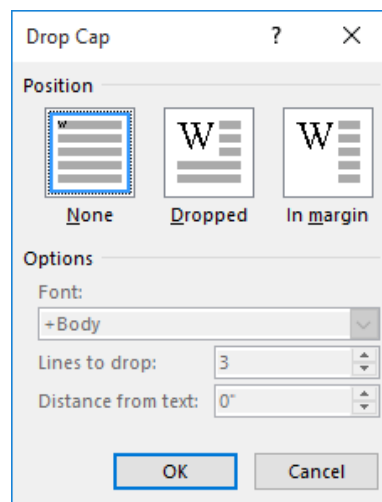 Drop Cap ? ×
Position
W W W
None Dropped In margin
Options
Font:
+Body
Lines to drop: 3
Distance from text: 0"
OK Cancel